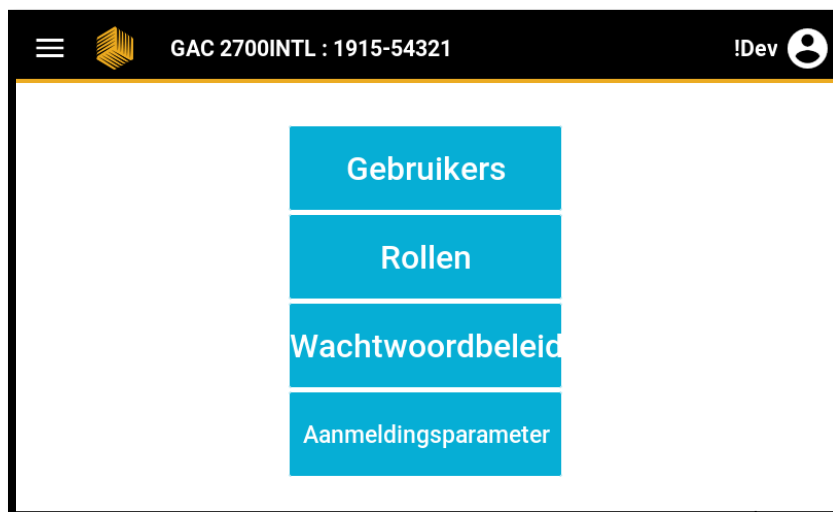 GAC 2700INTL : 1915-54321 !Dev
Gebruikers
Rollen
Wachtwoordbeleid
Aanmeldingsparameter